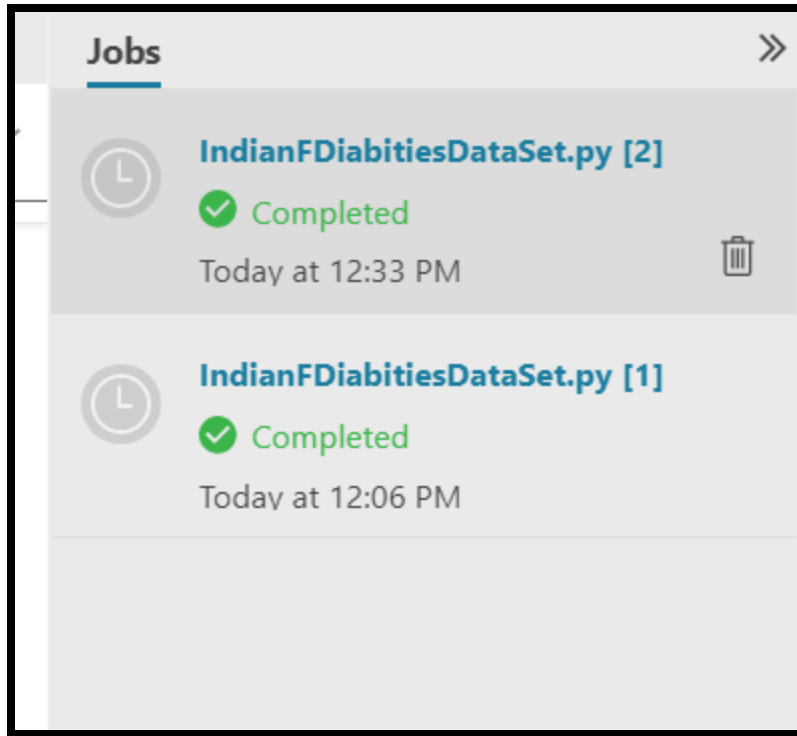 Jobs
IndianFDiabitiesDataSet.py [2]
Completed
Today at 12:33 PM
IndianFDiabitiesDataSet.py [1]
Completed
Today at 12:06 PM